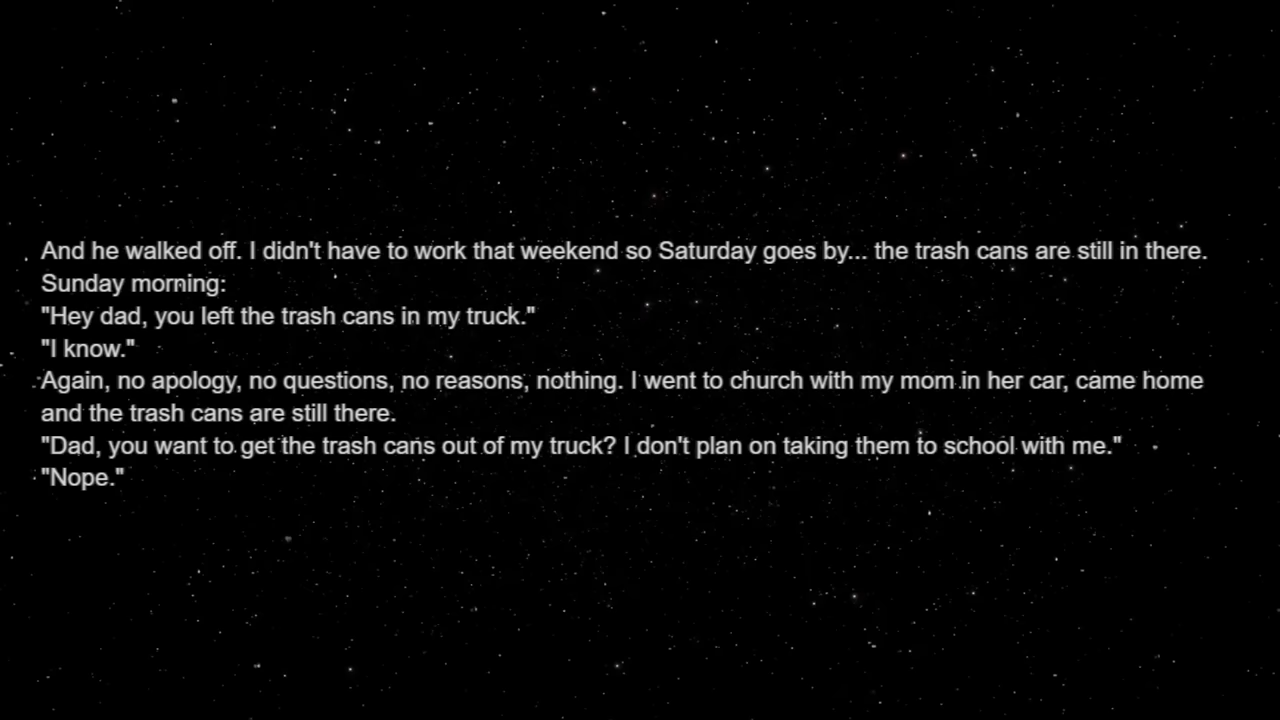 And he walked off. I didn't have to work that weekend so Saturday goes by... the trash cans are still in there.
Sunday morning:
"Hey dad, you left the trash cans in my truck."
"I know."
Again, no apology, no questions, no reasons, nothing. I went to church with my mom in her car, came home
and the trash cans are still there.
"Dad, you want to get the trash cans out of my truck? I don't plan on taking them to school with me."
"Nope."